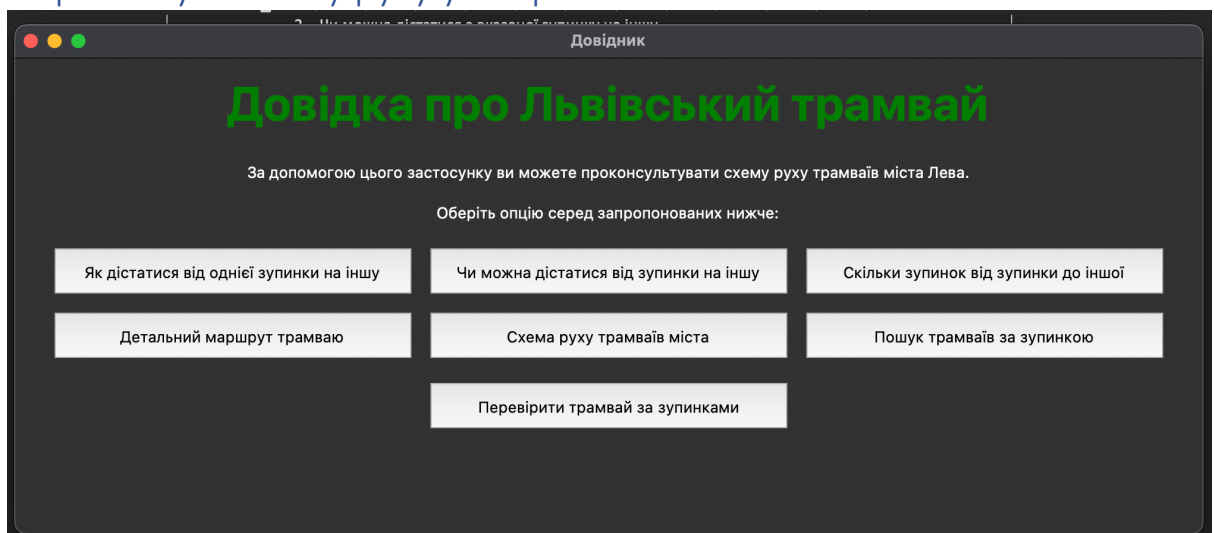 Довідник
Довідка про Львівський трамвай
За допомогою цього застосунку ви можете проконсультувати схему руху трамваїв міста Лева.
Оберіть опцію серед запропонованих нижче:
Як дістатися від однієї зупинки на іншу
Чи можна дістатися від зупинки на іншу
Скільки зупинок від зупинки до іншої
Детальний маршрут трамваю
Схема руху трамваїв міста
Пошук трамваїв за зупинкою
Перевірити трамвай за зупинками